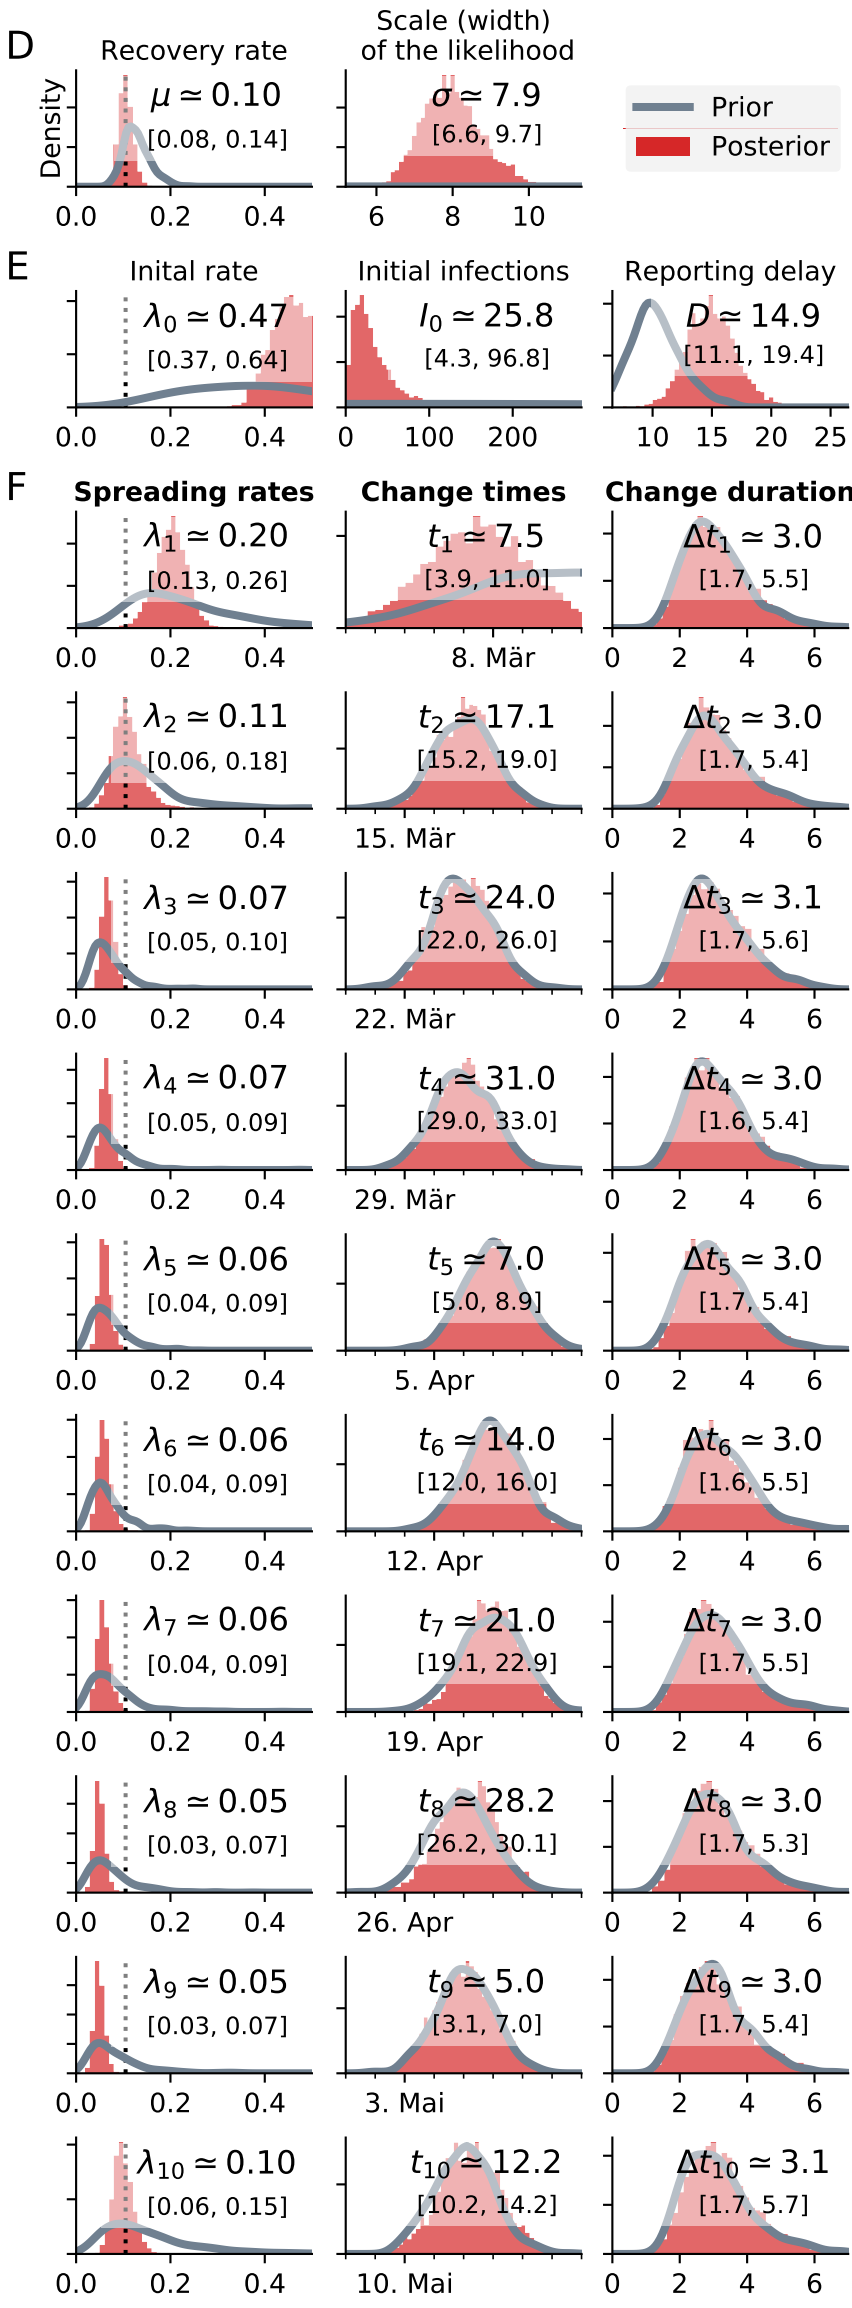 D
Recovery rate
Scale (width)
of the likelihood
Density
μ ≃ 0.10
[0.08, 0.14]
0.0 0.2 0.4
σ ≃ 7.9
[6.6, 9.7]
6 8 10
Prior
Posterior
E
Inital rate
λ0 ≃ 0.47
[0.37, 0.64]
0.0 0.2 0.4
Initial infections
I0 ≃ 25.8
[4.3, 96.8]
0 100 200
Reporting delay
D ≃ 14.9
[11.1, 19.4]
10 15 20 25
F
Spreading rates Change times Change duration
λ1 ≃ 0.20 t1 ≃ 7.5 Δt1 ≃ 3.0
[0.13, 0.26] [3.9, 11.0] [1.7, 5.5]
0.0 0.2 0.4 8. Mär 0 2 4 6
λ2 ≃ 0.11 t2 ≃ 17.1 Δt2 ≃ 3.0
[0.06, 0.18] [15.2, 19.0] [1.7, 5.4]
0.0 0.2 0.4 15. Mär 0 2 4 6
λ3 ≃ 0.07 t3 ≃ 24.0 Δt3 ≃ 3.1
[0.05, 0.10] [22.0, 26.0] [1.7, 5.6]
0.0 0.2 0.4 22. Mär 0 2 4 6
λ4 ≃ 0.07 t4 ≃ 31.0 Δt4 ≃ 3.0
[0.05, 0.09] [29.0, 33.0] [1.6, 5.4]
0.0 0.2 0.4 29. Mär 0 2 4 6
λ5 ≃ 0.06 t5 ≃ 7.0 Δt5 ≃ 3.0
[0.04, 0.09] [5.0, 8.9] [1.7, 5.4]
0.0 0.2 0.4 5. Apr 0 2 4 6
λ6 ≃ 0.06 t6 ≃ 14.0 Δt6 ≃ 3.0
[0.04, 0.09] [12.0, 16.0] [1.6, 5.5]
0.0 0.2 0.4 12. Apr 0 2 4 6
λ7 ≃ 0.06 t7 ≃ 21.0 Δt7 ≃ 3.0
[0.04, 0.09] [19.1, 22.9] [1.7, 5.5]
0.0 0.2 0.4 19. Apr 0 2 4 6
λ8 ≃ 0.05 t8 ≃ 28.2 Δt8 ≃ 3.0
[0.03, 0.07] [26.2, 30.1] [1.7, 5.3]
0.0 0.2 0.4 26. Apr 0 2 4 6
λ9 ≃ 0.05 t9 ≃ 5.0 Δt9 ≃ 3.0
[0.03, 0.07] [3.1, 7.0] [1.7, 5.4]
0.0 0.2 0.4 3. Mai 0 2 4 6
λ10 ≃ 0.10 t10 ≃ 12.2 Δt10 ≃ 3.1
[0.06, 0.15] [10.2, 14.2] [1.7, 5.7]
0.0 0.2 0.4 10. Mai 0 2 4 6